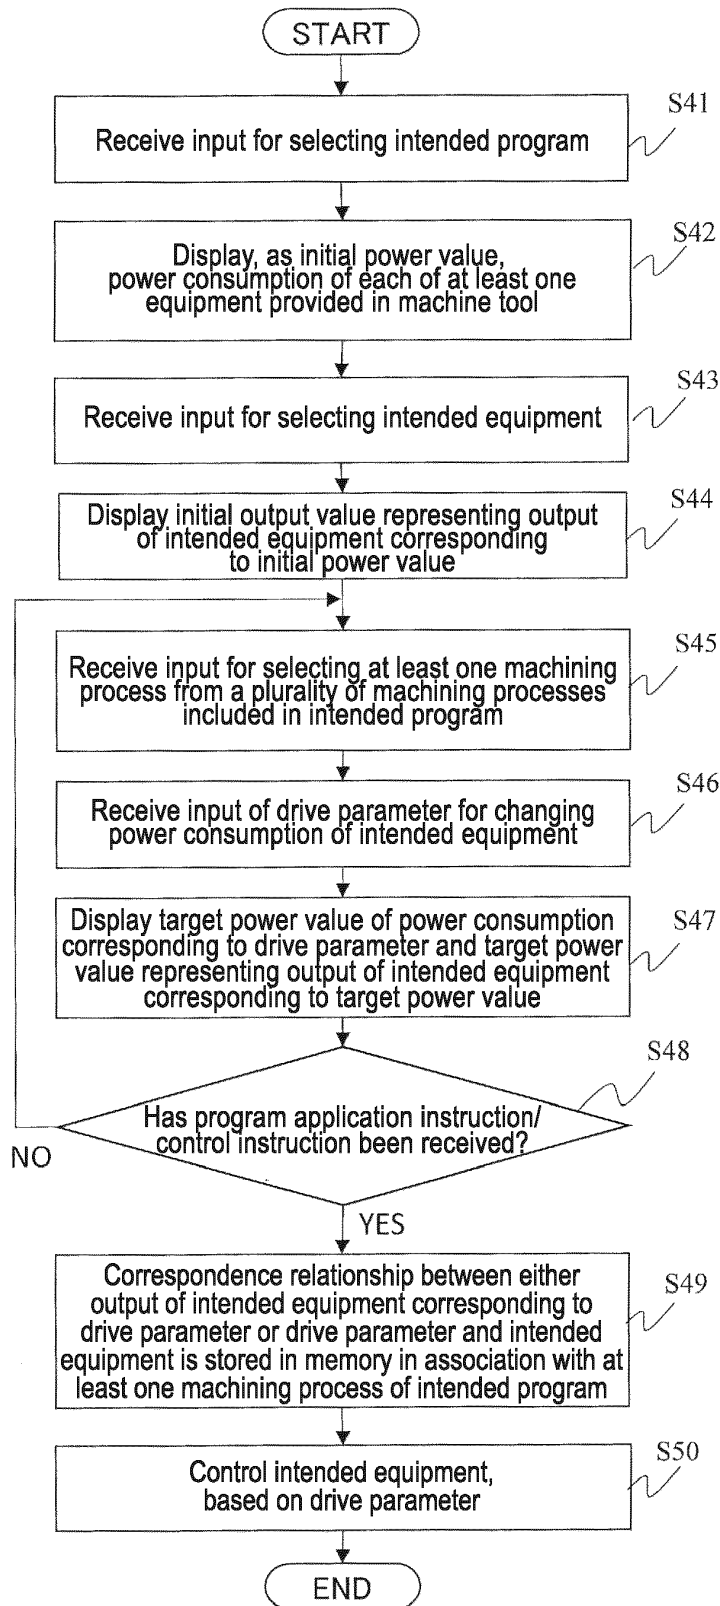 START
S41
Receive input for selecting intended program
S42
Display, as initial power value,
power consumption of each of at least one
equipment provided in machine tool
S43
Receive input for selecting intended equipment
S44
Display initial output value representing output
of intended equipment corresponding
to initial power value
S45
Receive input for selecting at least one machining
process from a plurality of machining processes
included in intended program
S46
Receive input of drive parameter for changing
power consumption of intended equipment
S47
Display target power value of power consumption
corresponding to drive parameter and target power
value representing output of intended equipment
corresponding to target power value
S48
Has program application instruction/
control instruction been received?
NO
YES
S49
Correspondence relationship between either
output of intended equipment corresponding to
drive parameter or drive parameter and intended
equipment is stored in memory in association with at
least one machining process of intended program
S50
Control intended equipment,
based on drive parameter
END